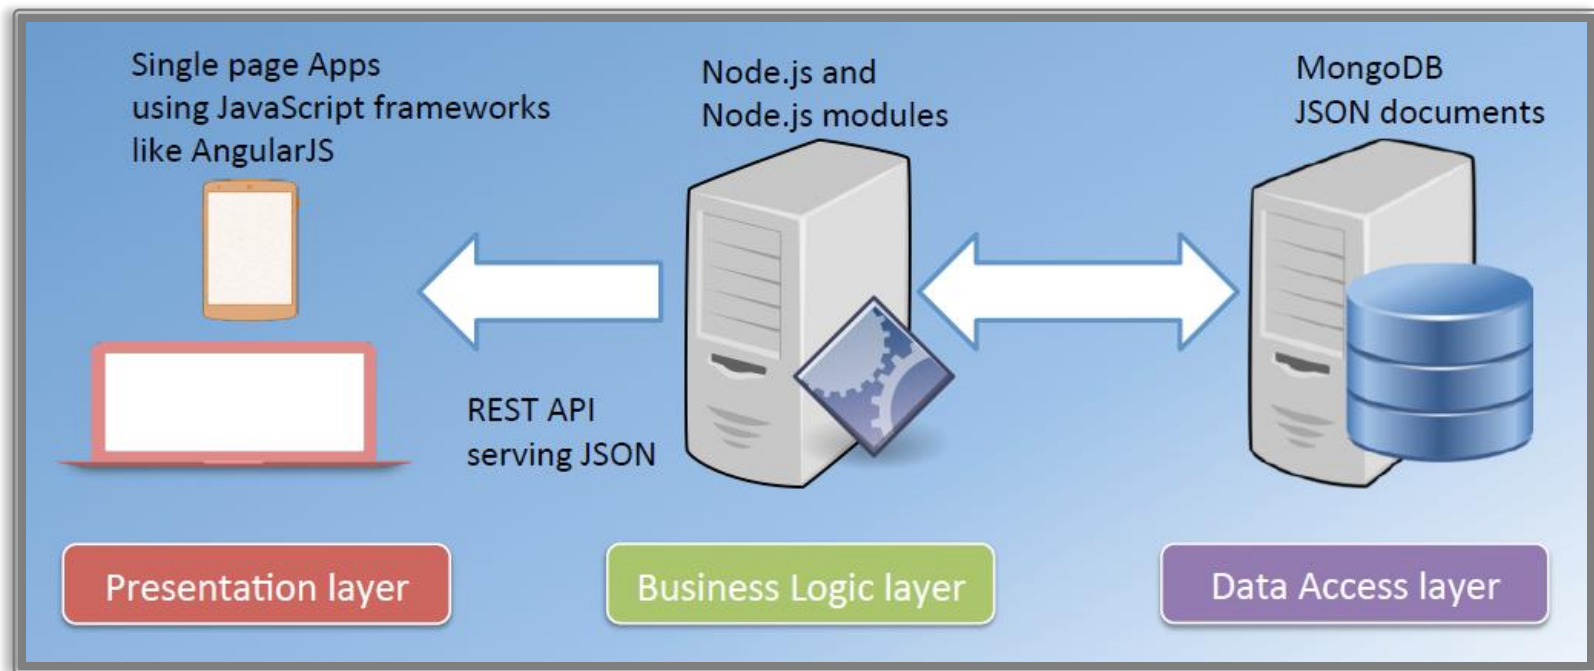 Single page Apps
using JavaScript frameworks
like AngularJS
Node.js and
Node.js modules
MongoDB
JSON documents
REST API
serving JSON
Presentation layer
Business Logic layer
Data Access layer